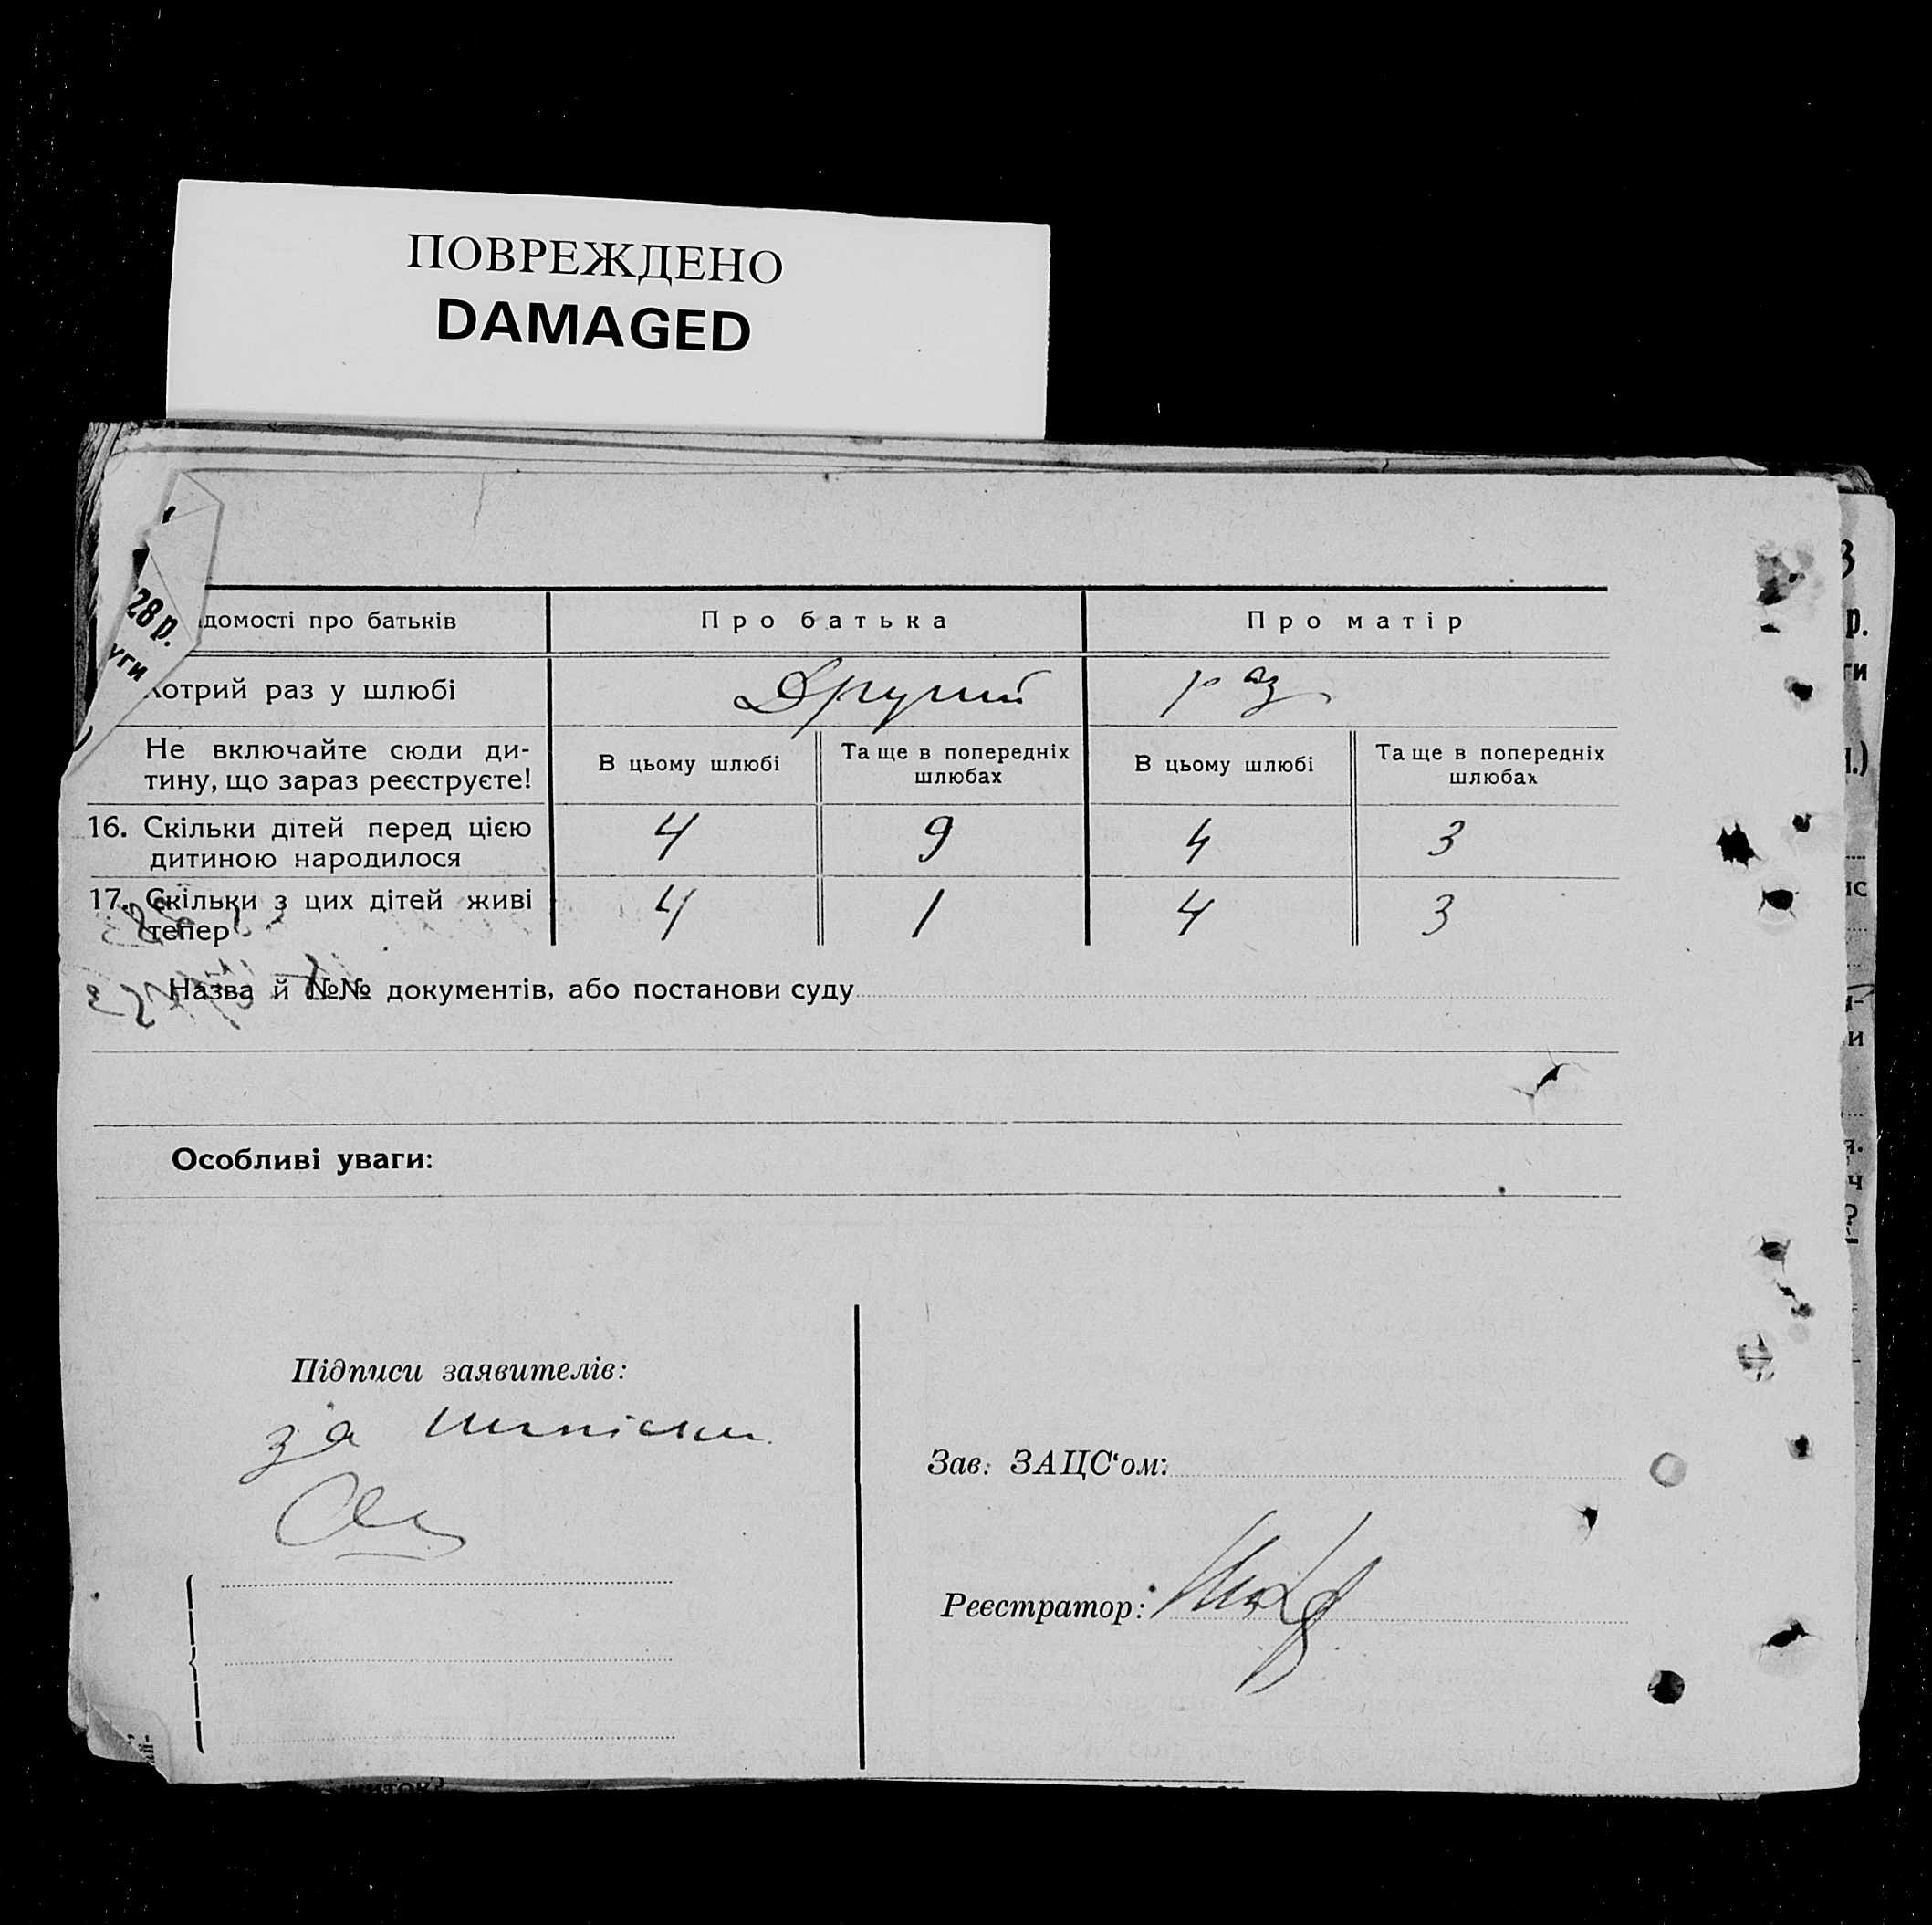 ПОВРЕЖДЕНО
DAMAGED
28 р.
уги
домості про батьків
Про батька
Про матір
Котрий раз у шлюбі
Другий раз
Не включайте сюди ди-
тину, що зараз реєструєте!
В цьому шлюбі
Та ще в попередніх
шлюбах
В цьому шлюбі
Та ще в попередніх
шлюбах
16. Скільки дітей перед цією
дитиною народилося
4 9 4 3
17. Скільки з цих дітей живі
тепер
4 1 4 3
Назва й №№ документів, або постанови суду
Особливі уваги:
Підписи заявителів:
за
Зав. ЗАЦС‘ом:
Реєстратор: